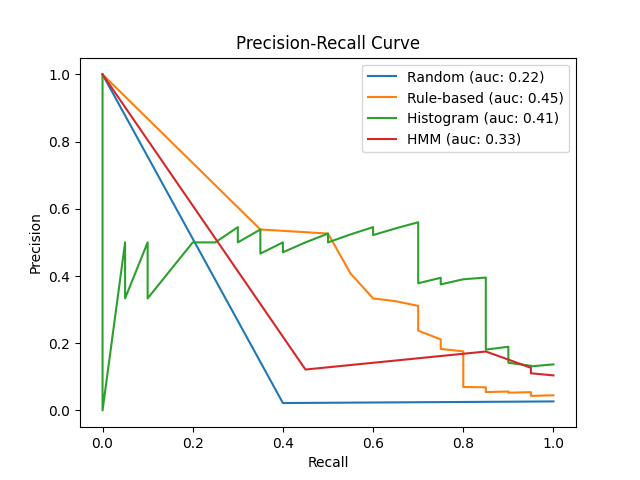 Precision-Recall Curve
Random (auc: 0.22)
Rule-based (auc: 0.45)
Histogram (auc: 0.41)
HMM (auc: 0.33)
Precision
1.0
0.8
0.6
0.4
0.2
0.0
0.0 0.2 0.4 0.6 0.8 1.0
Recall